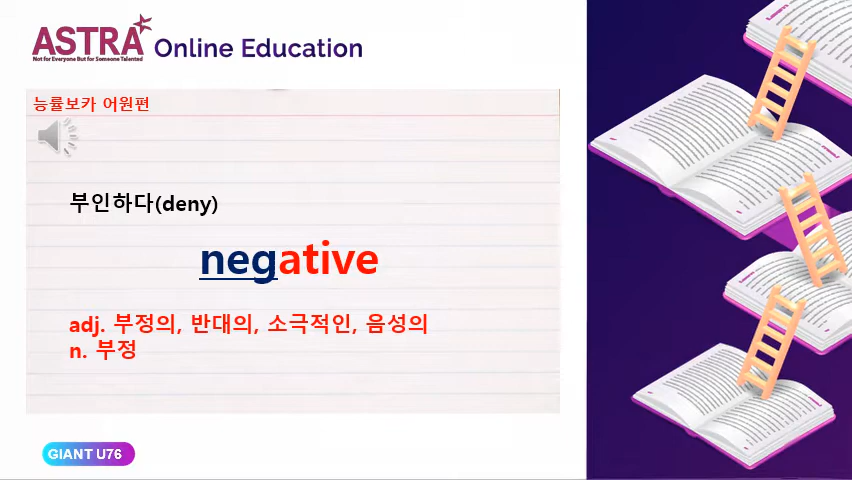 ASTRA
Not for Everyone But for Someone Talented
Online Education
능률보카 어원편
부인하다(deny)
negative
adj. 부정의, 반대의, 소극적인, 음성의
n. 부정
GIANT U76